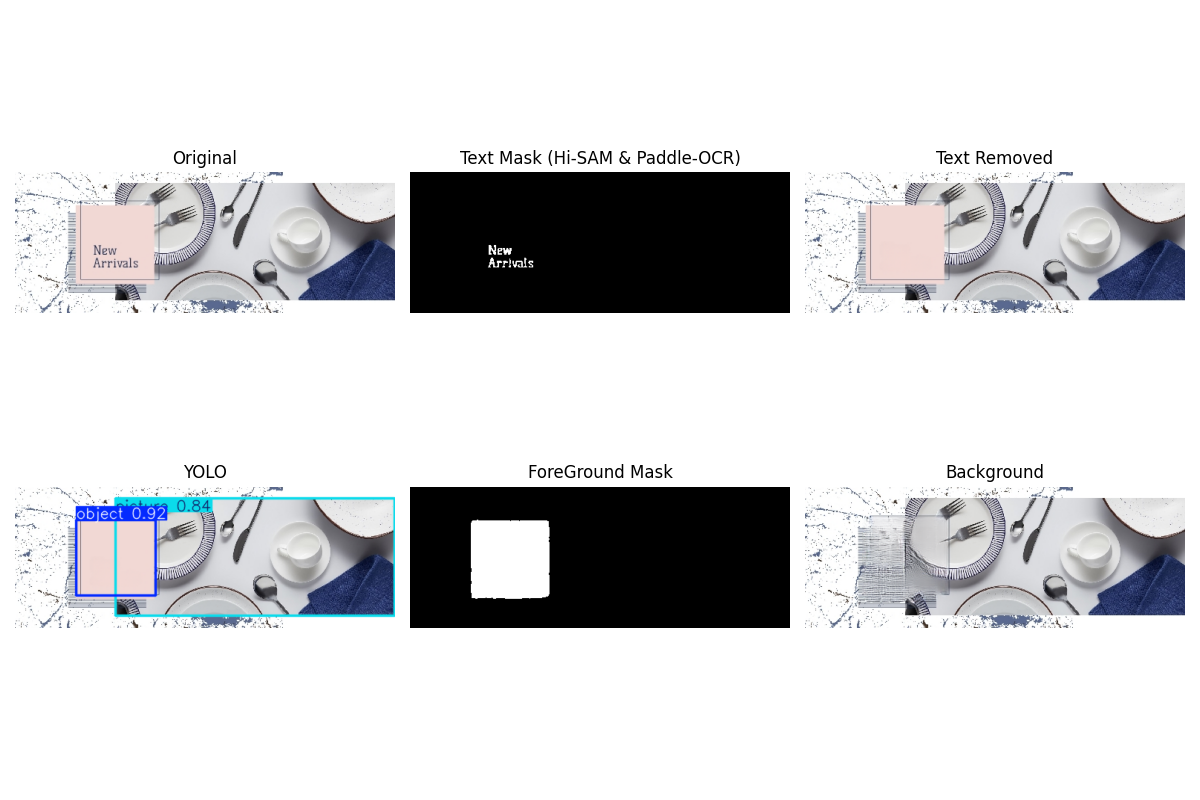 Original
Text Mask (Hi-SAM & Paddle-OCR)
Text Removed
New
Arrivals
New
Arrivals
YOLO
ForeGround Mask
Background
picture 0.84
object 0.92